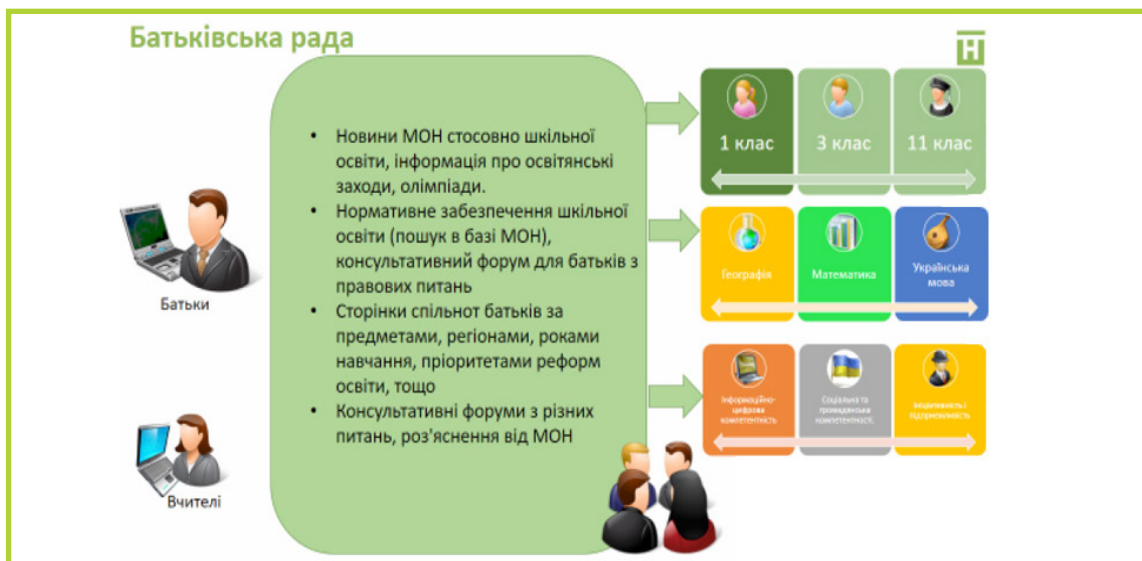 Батьківська рада
Н
• Новини МОН стосовно шкільної
освіти, інформація про освітянські
заходи, олімпіади.
• Нормативне забезпечення шкільної
освіти (пошук в базі МОН),
консультативний форум для батьків з
правових питань
• Сторінки спільнот батьків за
предметами, регіонами, роками
навчання, пріоритетами реформ
освіти, тощо
• Консультативні форуми з різних
питань, роз'яснення від МОН
Батьки
Вчителі
1 клас
3 клас
11 клас
Географія
Математика
Українська
мова
Інформаційно-
цифрова
компетентність
Соціальна та
громадянська
компетентності.
Ініціативність і
підприємливість